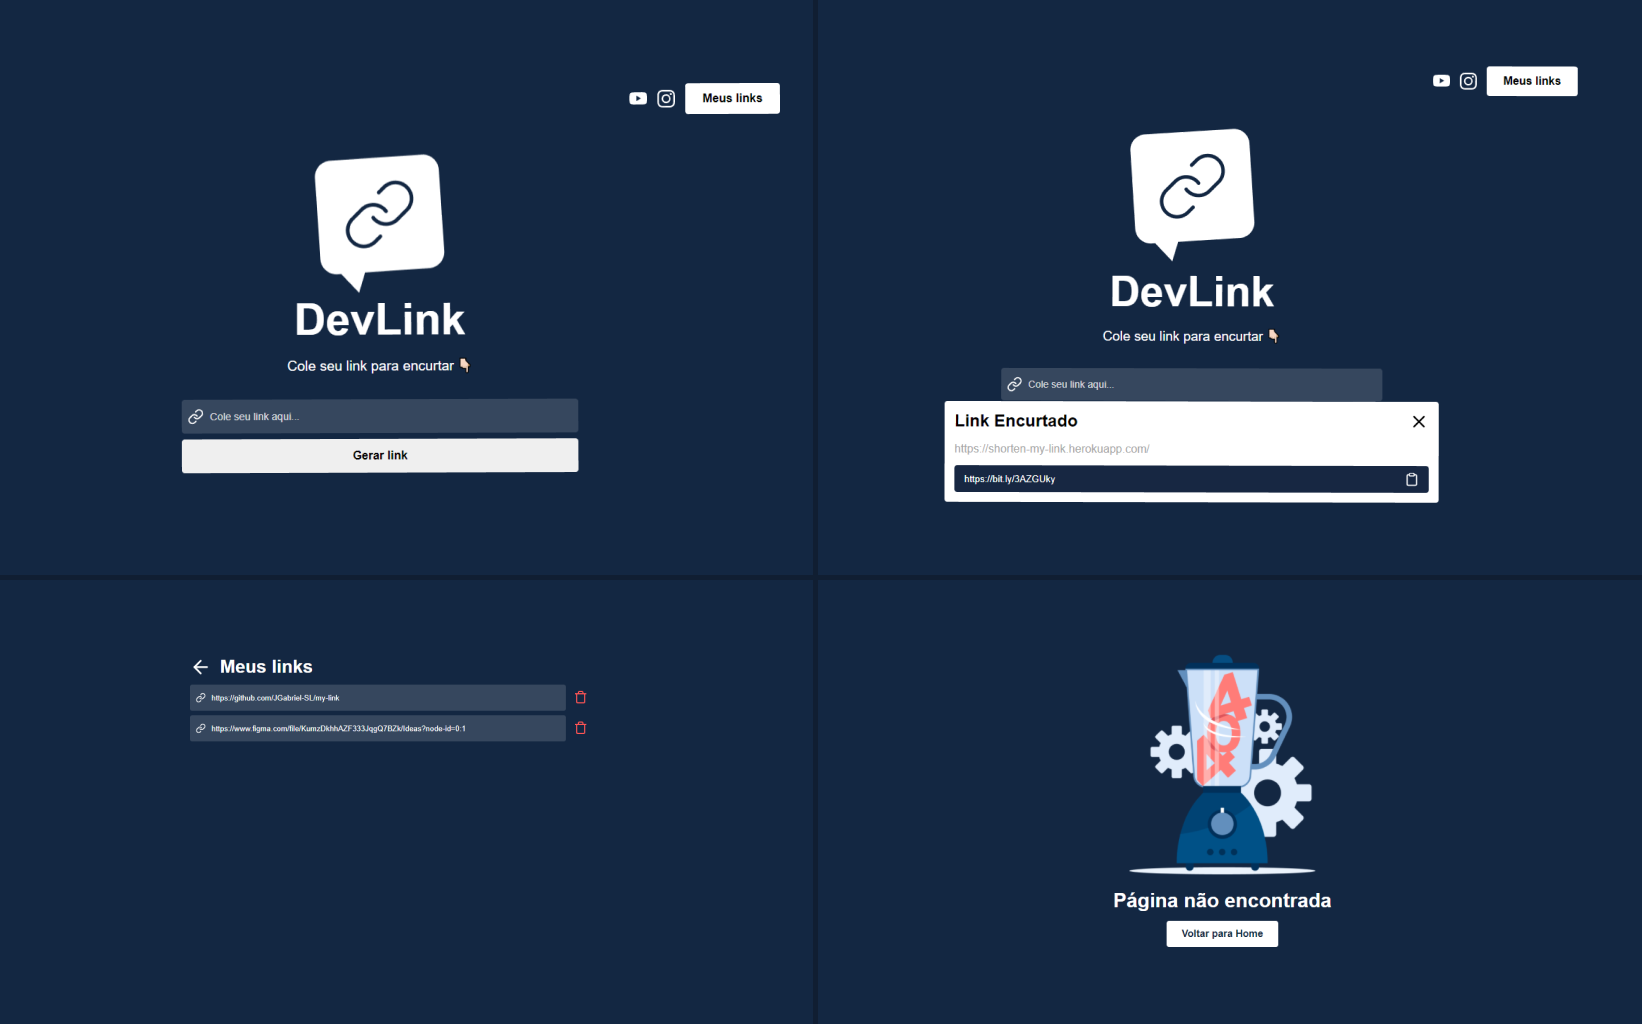 Meus links
DevLink
Cole seu link para encurtar 👇🏻
Cole seu link aqui...
Gerar link
Meus links
DevLink
Cole seu link para encurtar 👇🏻
Cole seu link aqui...
Link Encurtado
https://shorten-my-link.herokuapp.com/
https://bit.ly/3AZGUky
Meus links
https://github.com/JGabriel-SL/my-link
https://www.figma.com/file/KumzDkhhAZF333JqgQ7BZk/Ideas?node-id=0:1
404
Página não encontrada
Voltar para Home